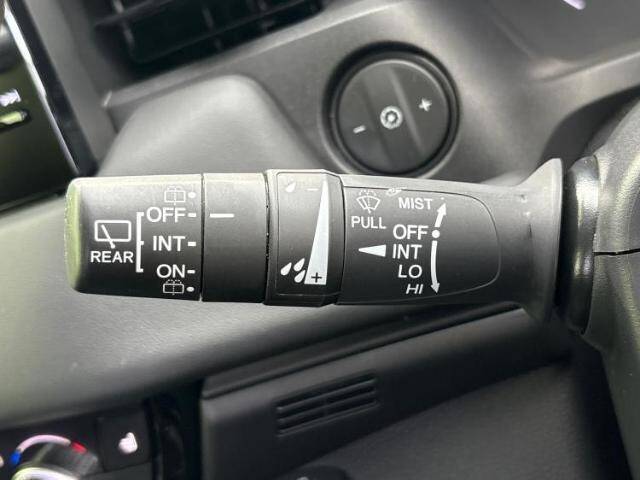 OFF
INT
ON
REAR
- +
MIST
PULL
OFF
INT
LO
HI
- +